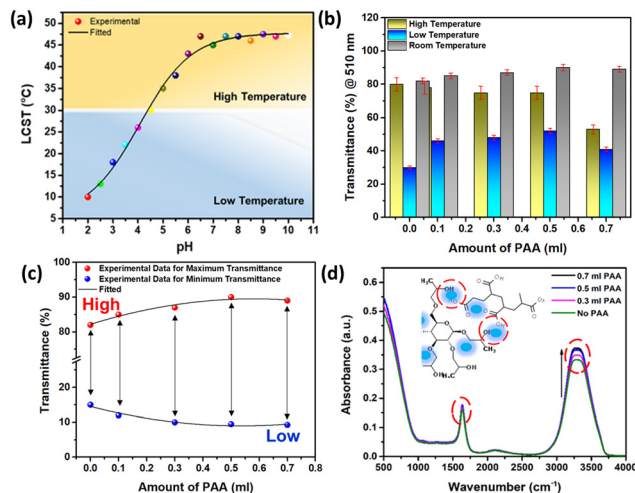 (a)
Experimental
Fitted
LCST (°C)
50
45
40
35
30
25
20
15
10
5
0
High Temperature
Low Temperature
1 2 3 4 5 6 7 8 9 10 11
pH
(b)
High Temperature
Low Temperature
Room Temperature
Transmittance (%) @ 510 nm
120
100
80
60
40
20
0
0.0 0.1 0.2 0.3 0.4 0.5 0.6 0.7
Amount of PAA (ml)
(c)
Experimental Data for Maximum Transmittance
Experimental Data for Minimum Transmittance
Fitted
High
Low
Transmittance (%)
100
90
80
20
10
0
0.0 0.1 0.2 0.3 0.4 0.5 0.6 0.7 0.8
Amount of PAA (ml)
(d)
0.7 ml PAA
0.5 ml PAA
0.3 ml PAA
No PAA
Absorbance (a.u.)
0.6
0.5
0.4
0.3
0.2
0.1
0.0
500 1000 1500 2000 2500 3000 3500 4000
Wavenumber (cm⁻¹)